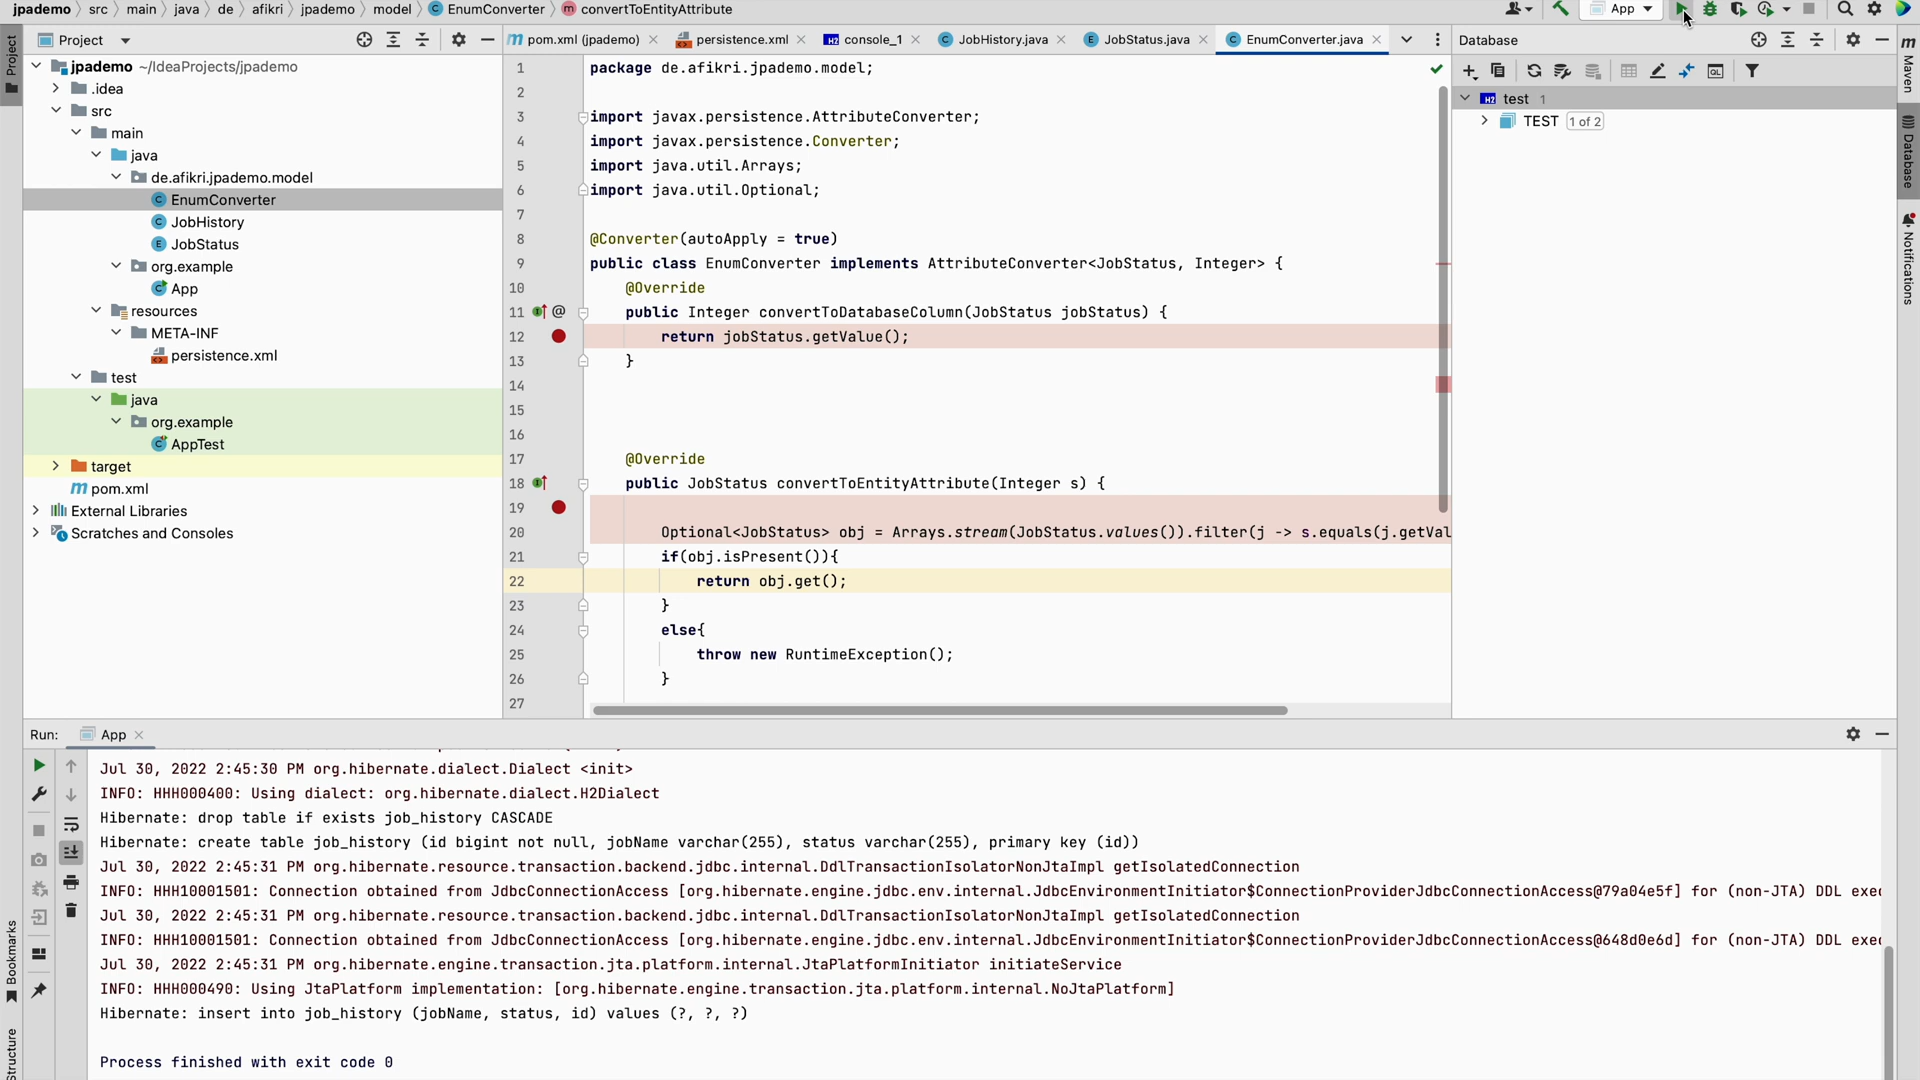 jpademo > src > main > java > de > afikri > jpademo > model > EnumConverter > convertToEntityAttribute
App
Project
pom.xml (jpademo)
persistence.xml
console_1
JobHistory.java
JobStatus.java
EnumConverter.java
Database
Project
jpademo ~/IdeaProjects/jpademo
.idea
src
main
java
de.afikri.jpademo.model
EnumConverter
JobHistory
JobStatus
org.example
App
resources
META-INF
persistence.xml
test
java
org.example
AppTest
target
pom.xml
External Libraries
Scratches and Consoles
1 package de.afikri.jpademo.model;
2
3 import javax.persistence.AttributeConverter;
4 import javax.persistence.Converter;
5 import java.util.Arrays;
6 import java.util.Optional;
7
8 @Converter(autoApply = true)
9 public class EnumConverter implements AttributeConverter<JobStatus, Integer> {
10 @Override
11 @ public Integer convertToDatabaseColumn(JobStatus jobStatus) {
12 return jobStatus.getValue();
13 }
14
15
16
17 @Override
18 public JobStatus convertToEntityAttribute(Integer s) {
19
20 Optional<JobStatus> obj = Arrays.stream(JobStatus.values()).filter(j -> s.equals(j.getVal
21 if(obj.isPresent()){
22 return obj.get();
23 }
24 else{
25 throw new RuntimeException();
26 }
27
test 1
TEST 1 of 2
Maven
Database
Notifications
Run: App
Jul 30, 2022 2:45:30 PM org.hibernate.dialect.Dialect <init>
INFO: HHH000400: Using dialect: org.hibernate.dialect.H2Dialect
Hibernate: drop table if exists job_history CASCADE
Hibernate: create table job_history (id bigint not null, jobName varchar(255), status varchar(255), primary key (id))
Jul 30, 2022 2:45:31 PM org.hibernate.resource.transaction.backend.jdbc.internal.DdlTransactionIsolatorNonJtaImpl getIsolatedConnection
INFO: HHH10001501: Connection obtained from JdbcConnectionAccess [org.hibernate.engine.jdbc.env.internal.JdbcEnvironmentInitiator$ConnectionProviderJdbcConnectionAccess@79a04e5f] for (non-JTA) DDL exec
Jul 30, 2022 2:45:31 PM org.hibernate.resource.transaction.backend.jdbc.internal.DdlTransactionIsolatorNonJtaImpl getIsolatedConnection
INFO: HHH10001501: Connection obtained from JdbcConnectionAccess [org.hibernate.engine.jdbc.env.internal.JdbcEnvironmentInitiator$ConnectionProviderJdbcConnectionAccess@648d0e6d] for (non-JTA) DDL exec
Jul 30, 2022 2:45:31 PM org.hibernate.engine.transaction.jta.platform.internal.JtaPlatformInitiator initiateService
INFO: HHH000490: Using JtaPlatform implementation: [org.hibernate.engine.transaction.jta.platform.internal.NoJtaPlatform]
Hibernate: insert into job_history (jobName, status, id) values (?, ?, ?)
Process finished with exit code 0
Bookmarks
Structure